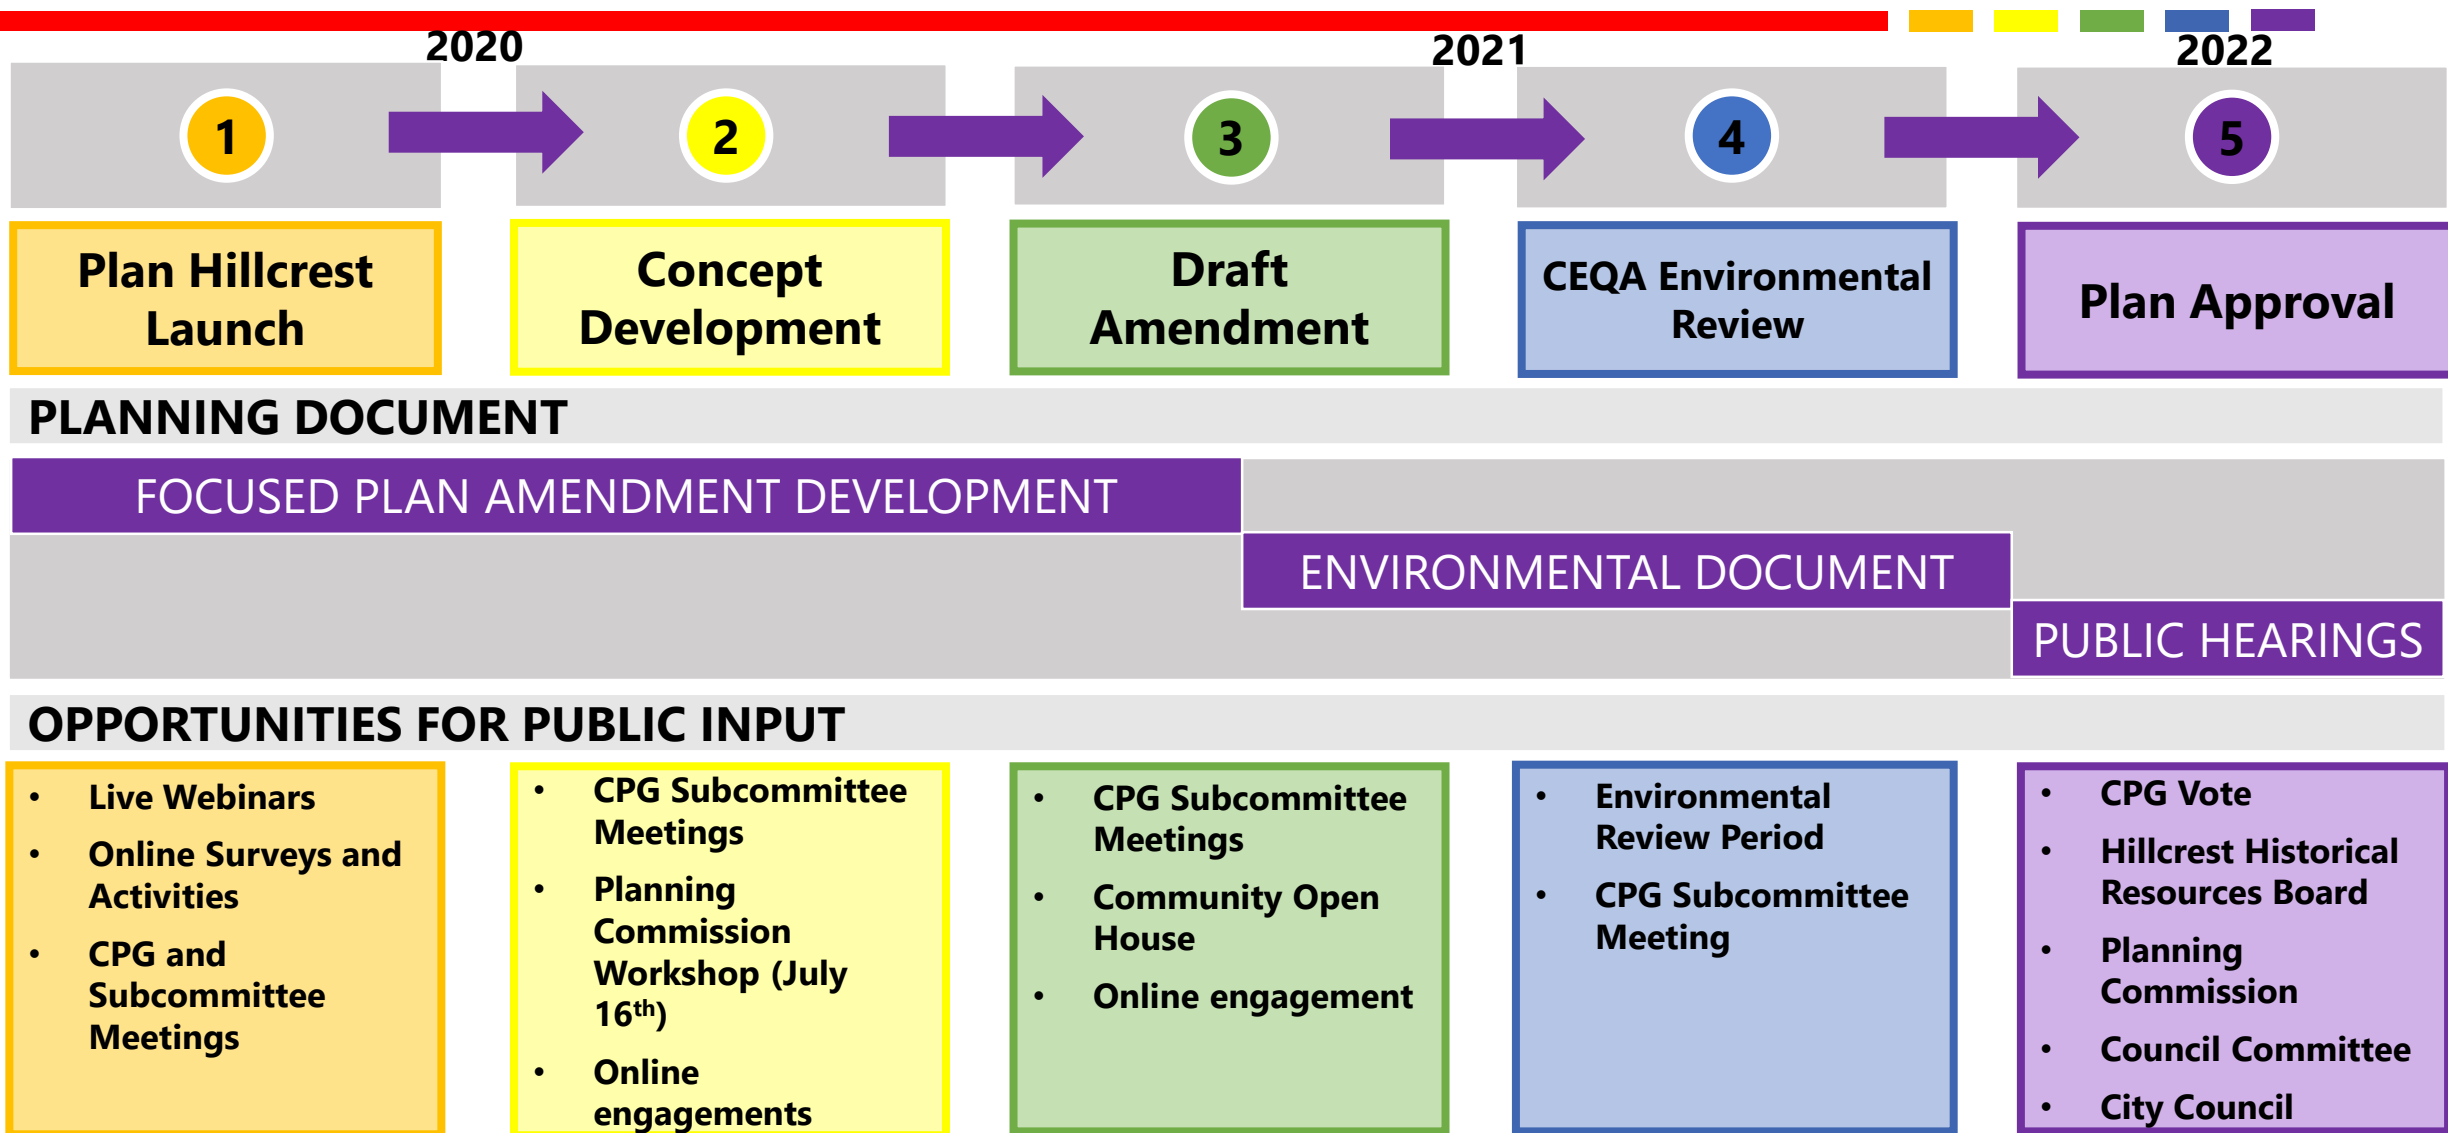 2020
2021
2022
1
2
3
4
5
Plan Hillcrest
Launch
Concept
Development
Draft
Amendment
CEQA Environmental
Review
Plan Approval
PLANNING DOCUMENT
FOCUSED PLAN AMENDMENT DEVELOPMENT
ENVIRONMENTAL DOCUMENT
PUBLIC HEARINGS
OPPORTUNITIES FOR PUBLIC INPUT
• Live Webinars
• Online Surveys and
Activities
• CPG and
Subcommittee
Meetings
• CPG Subcommittee
Meetings
• Planning
Commission
Workshop (July
16th)
• Online
engagements
• CPG Subcommittee
Meetings
• Community Open
House
• Online engagement
• Environmental
Review Period
• CPG Subcommittee
Meeting
• CPG Vote
• Hillcrest Historical
Resources Board
• Planning
Commission
• Council Committee
• City Council